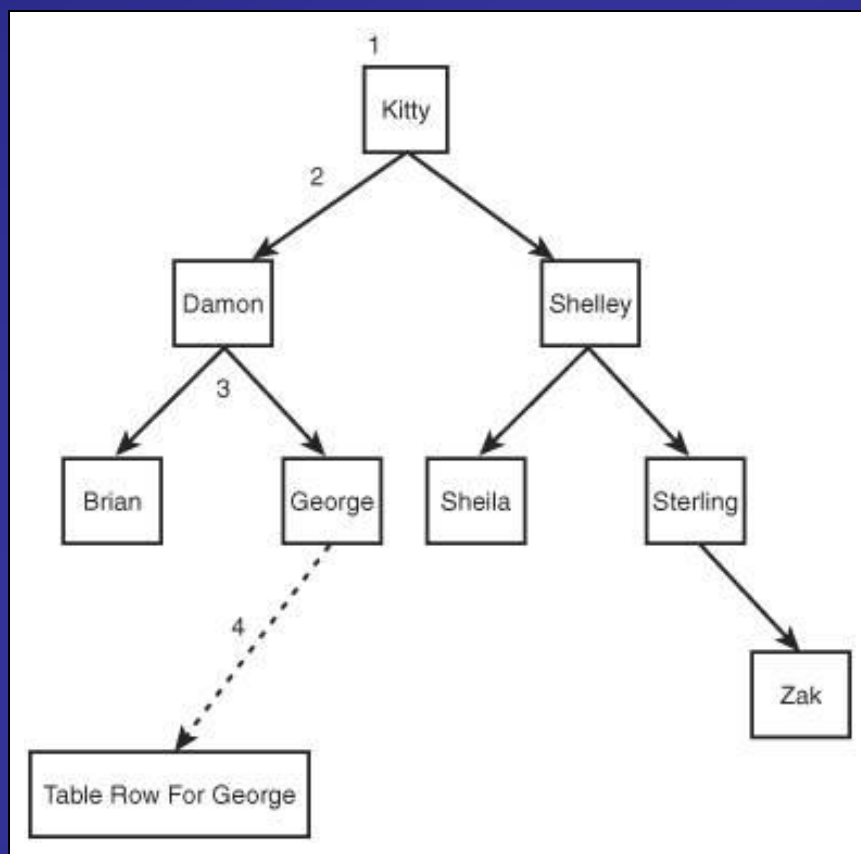 1
Kitty
2
Damon
Shelley
3
Brian
George
Sheila
Sterling
4
Zak
Table Row For George